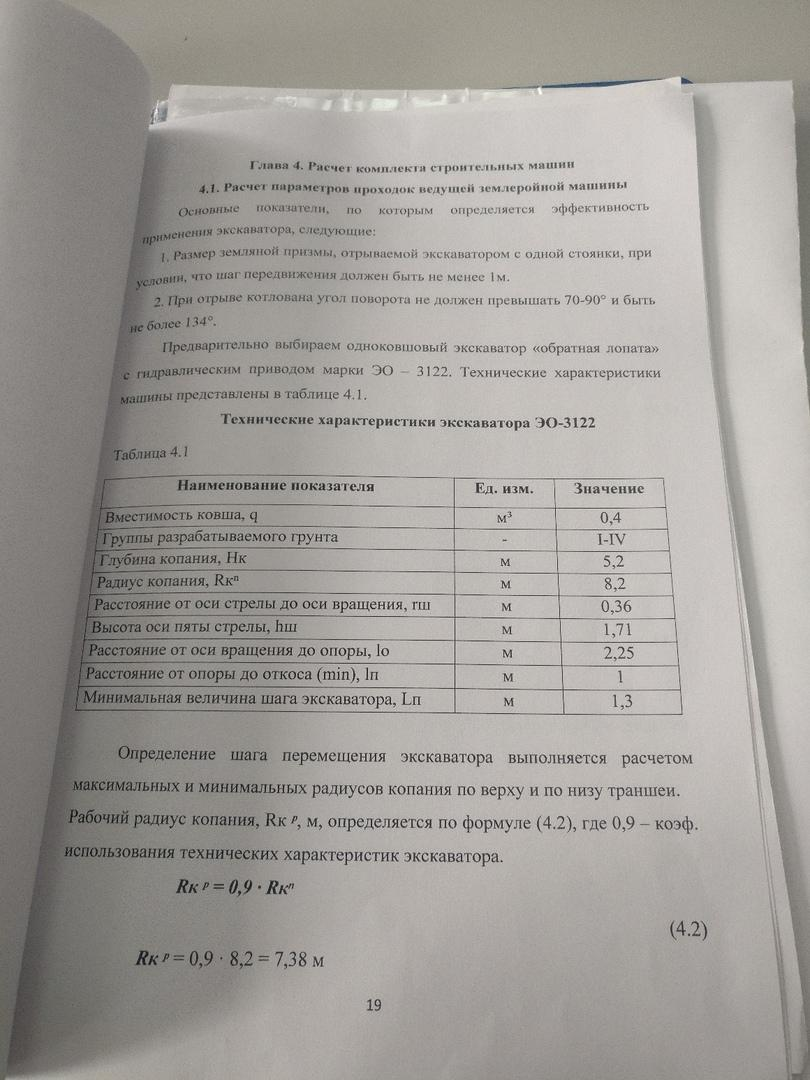 Глава 4. Расчет комплекта строительных машин
4.1. Расчет параметров проходок ведущей землеройной машины
Основные показатели, по которым определяется эффективность
применения экскаватора, следующие:
1. Размер земляной призмы, отрываемой экскаватором с одной стоянки, при
условии, что шаг передвижения должен быть не менее 1м.
2. При отрыве котлована угол поворота не должен превышать 70-90° и быть
не более 134°.
Предварительно выбираем одноковшовый экскаватор «обратная лопата»
с гидравлическим приводом марки ЭО – 3122. Технические характеристики
машины представлены в таблице 4.1.
Технические характеристики экскаватора ЭО-3122
Таблица 4.1
Наименование показателя Ед. изм. Значение
Вместимость ковша, q м³ 0,4
Группы разрабатываемого грунта - I-IV
Глубина копания, Нк м 5,2
Радиус копания, Rкⁿ м 8,2
Расстояние от оси стрелы до оси вращения, rш м 0,36
Высота оси пяты стрелы, hш м 1,71
Расстояние от оси вращения до опоры, lо м 2,25
Расстояние от опоры до откоса (min), lп м 1
Минимальная величина шага экскаватора, Lп м 1,3
Определение шага перемещения экскаватора выполняется расчетом
максимальных и минимальных радиусов копания по верху и по низу траншеи.
Рабочий радиус копания, Rк ᵖ, м, определяется по формуле (4.2), где 0,9 – коэф.
использования технических характеристик экскаватора.
Rк ᵖ = 0,9 · Rкⁿ
(4.2)
Rк ᵖ = 0,9 · 8,2 = 7,38 м
19